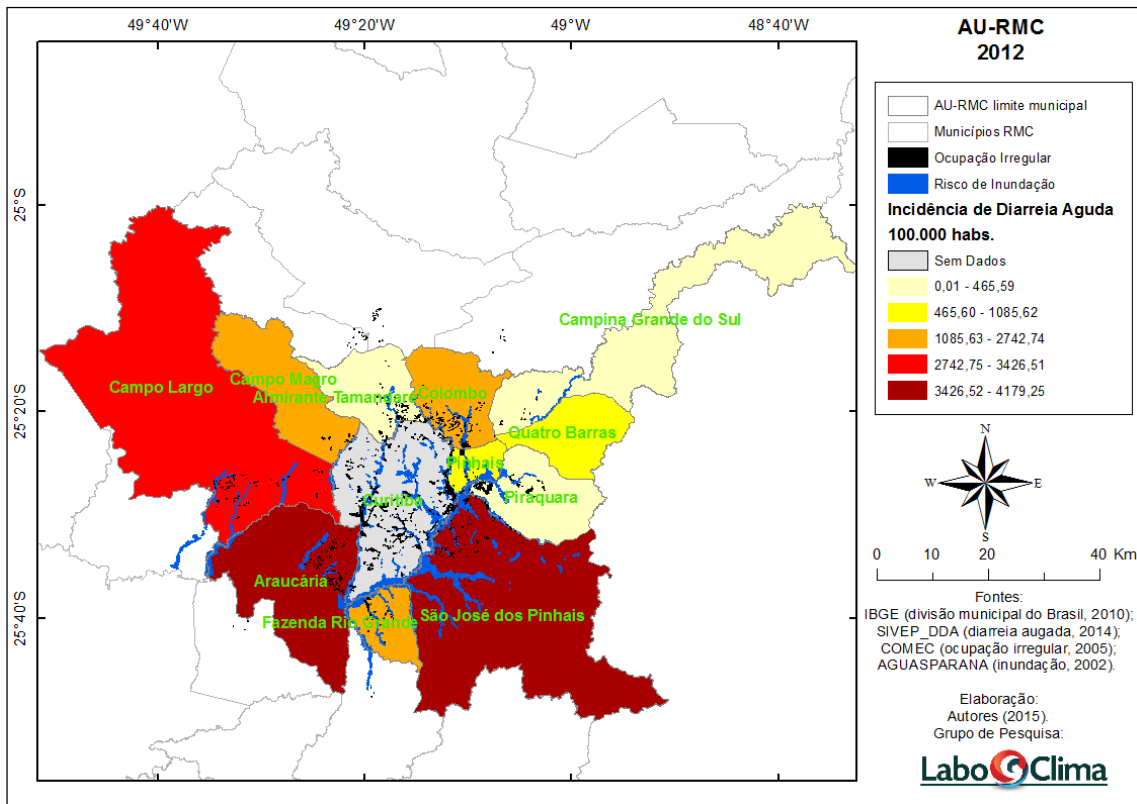 49°40'W 49°20'W 49°0'W 48°40'W
25°S
25°20'S
25°40'S
Campina Grande do Sul
Campo Largo
Campo Magro
Almirante Tamandaré
Colombo
Quatro Barras
Pinhais
Piraquara
Curitiba
Araucária
Fazenda Rio Grande
São José dos Pinhais
AU-RMC
2012
AU-RMC limite municipal
Municípios RMC
Ocupação Irregular
Risco de Inundação
Incidência de Diarreia Aguda
100.000 habs.
Sem Dados
0,01 - 465,59
465,60 - 1085,62
1085,63 - 2742,74
2742,75 - 3426,51
3426,52 - 4179,25
N
W E
S
0 10 20 40 Km
Fontes:
IBGE (divisão municipal do Brasil, 2010);
SIVEP_DDA (diarreia augada, 2014);
COMEC (ocupação irregular, 2005);
AGUASPARANA (inundação, 2002).
Elaboração:
Autores (2015).
Grupo de Pesquisa:
LaboClima